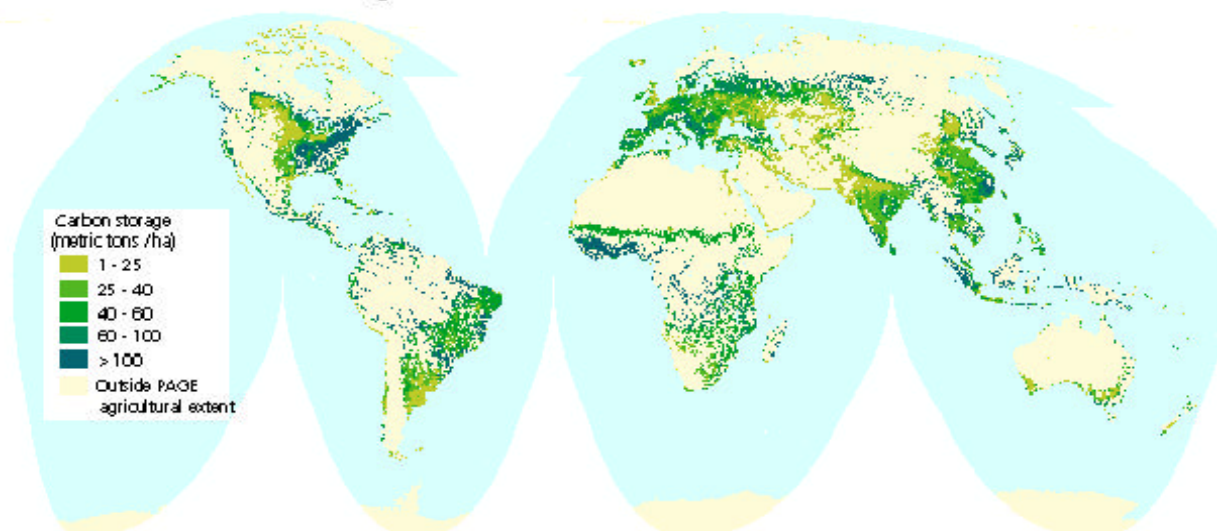 Carbon storage
(metric tons /ha)
1 - 25
25 - 40
40 - 60
60 - 100
> 100
Outside PAGE
agricultural extent